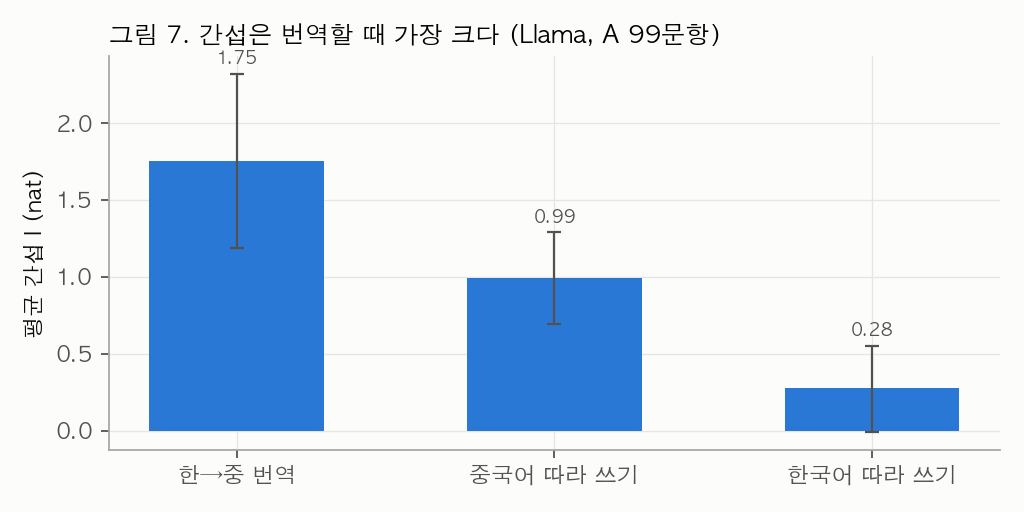 그림 7. 간섭은 번역할 때 가장 크다 (Llama, A 99문항)
1.75
0.99
0.28
2.0
1.5
1.0
0.5
0.0
평균 간섭 I (nat)
한→중 번역
중국어 따라 쓰기
한국어 따라 쓰기